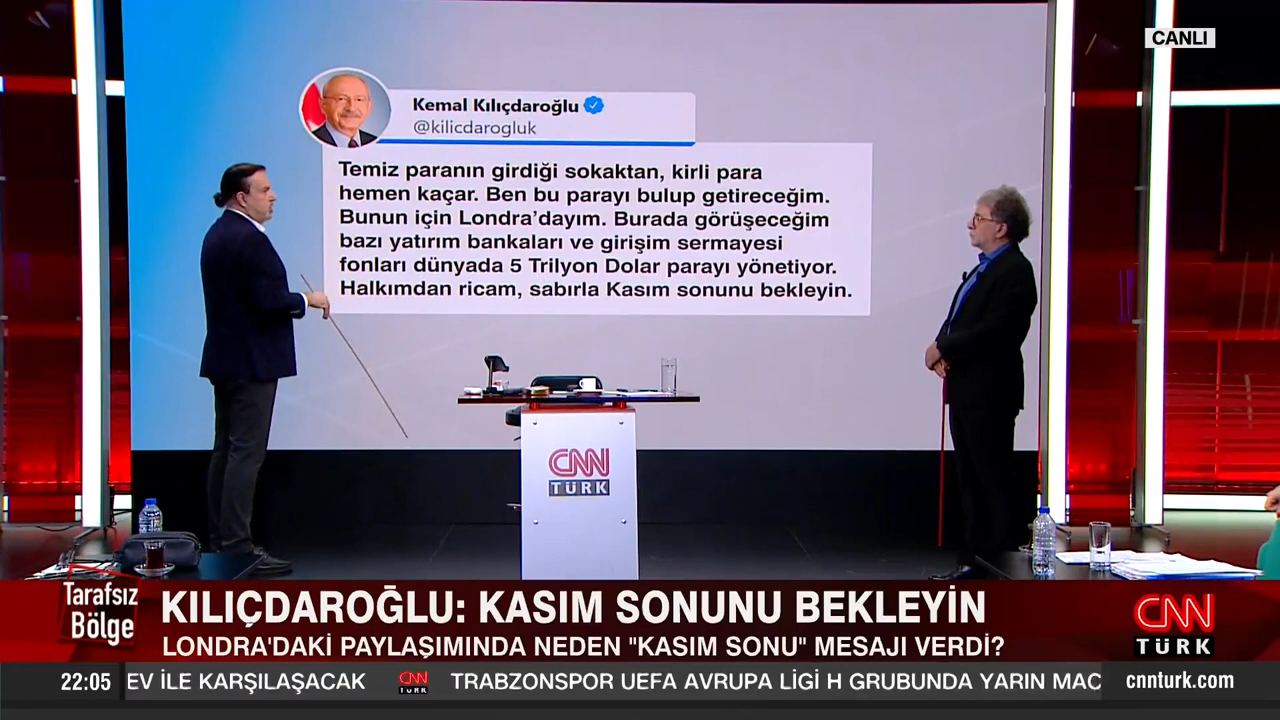 CANLI
Kemal Kılıçdaroğlu
@kilicdarogluk
Temiz paranın girdiği sokaktan, kirli para
hemen kaçar. Ben bu parayı bulup getireceğim.
Bunun için Londra’dayım. Burada görüşeceğim
bazı yatırım bankaları ve girişim sermayesi
fonları dünyada 5 Trilyon Dolar parayı yönetiyor.
Halkımdan ricam, sabırla Kasım sonunu bekleyin.
CNN
TÜRK
Tarafsız
Bölge
KILIÇDAROĞLU: KASIM SONUNU BEKLEYİN
LONDRA'DAKİ PAYLAŞIMINDA NEDEN "KASIM SONU" MESAJI VERDİ?
CNN
TÜRK
22:05
EV İLE KARŞILAŞACAK
CNN
TÜRK
TRABZONSPOR UEFA AVRUPA LİGİ H GRUBUNDA YARIN MAC
cnnturk.com